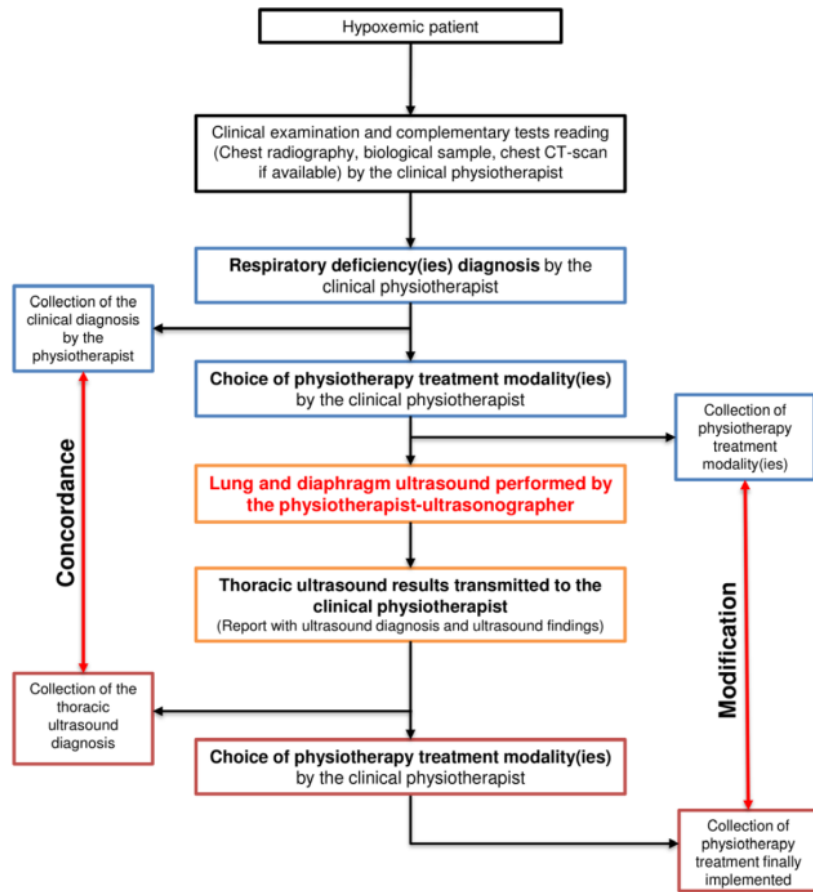 Hypoxemic patient
Clinical examination and complementary tests reading
(Chest radiography, biological sample, chest CT-scan
if available) by the clinical physiotherapist
Respiratory deficiency(ies) diagnosis by the
clinical physiotherapist
Collection of the
clinical diagnosis
by the
physiotherapist
Choice of physiotherapy treatment modality(ies)
by the clinical physiotherapist
Collection of
physiotherapy
treatment
modality(ies)
Lung and diaphragm ultrasound performed by
the physiotherapist-ultrasonographer
Concordance
Thoracic ultrasound results transmitted to the
clinical physiotherapist
(Report with ultrasound diagnosis and ultrasound findings)
Modification
Collection of the
thoracic
ultrasound
diagnosis
Choice of physiotherapy treatment modality(ies)
by the clinical physiotherapist
Collection of
physiotherapy
treatment finally
implemented